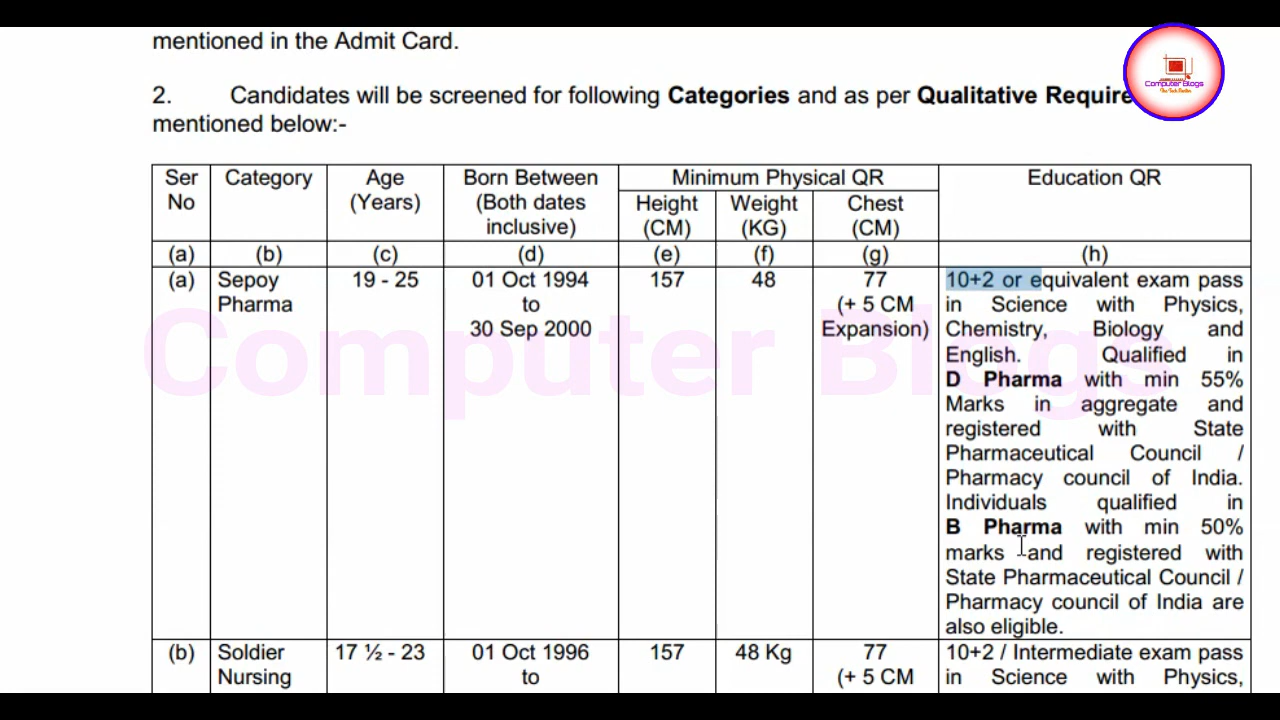 mentioned in the Admit Card.
2. Candidates will be screened for following Categories and as per Qualitative Require
mentioned below:-
Ser No
Category
Age (Years)
Born Between (Both dates inclusive)
Minimum Physical QR
Height (CM)
Weight (KG)
Chest (CM)
Education QR
(a) (b) (c) (d) (e) (f) (g) (h)
(a)
Sepoy
Pharma
19 - 25
01 Oct 1994
to
30 Sep 2000
157
48
77
(+ 5 CM
Expansion)
10+2 or equivalent exam pass
in Science with Physics,
Chemistry, Biology and
English. Qualified in
D Pharma with min 55%
Marks in aggregate and
registered with State
Pharmaceutical Council /
Pharmacy council of India.
Individuals qualified in
B Pharma with min 50%
marks and registered with
State Pharmaceutical Council /
Pharmacy council of India are
also eligible.
(b)
Soldier
Nursing
17 ½ - 23
01 Oct 1996
to
157
48 Kg
77
(+ 5 CM
10+2 / Intermediate exam pass
in Science with Physics,
Computer Blogs
Computer Blogs